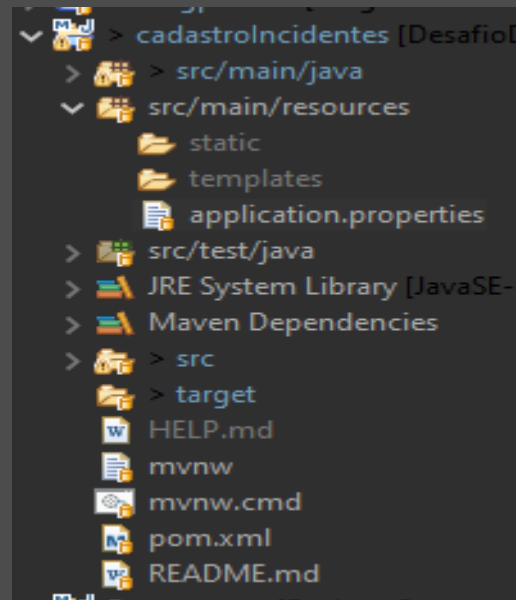 > cadastroIncidentes [Desafio
> src/main/java
src/main/resources
static
templates
application.properties
src/test/java
JRE System Library [JavaSE-
Maven Dependencies
> src
> target
HELP.md
mvnw
mvnw.cmd
pom.xml
README.md